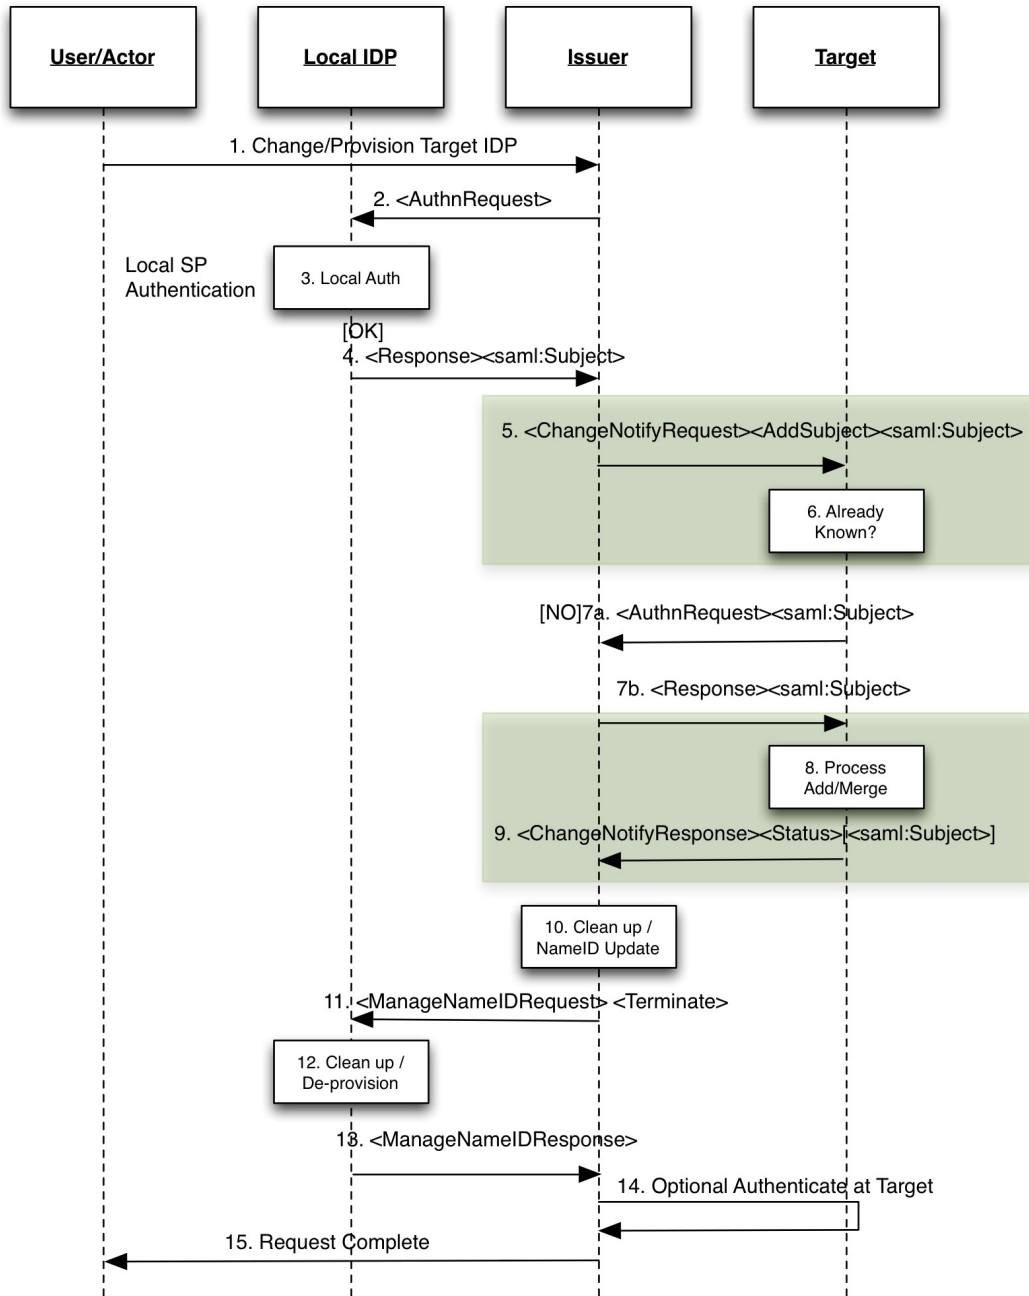 User/Actor
Local IDP
Issuer
Target
1. Change/Provision Target IDP
2. <AuthnRequest>
Local SP
Authentication
3. Local Auth
[OK]
4. <Response><saml:Subject>
5. <ChangeNotifyRequest><AddSubject><saml:Subject>
6. Already
Known?
[NO]7a. <AuthnRequest><saml:Subject>
7b. <Response><saml:Subject>
8. Process
Add/Merge
9. <ChangeNotifyResponse><Status>[<saml:Subject>]
10. Clean up /
NameID Update
11. <ManageNameIDRequest> <Terminate>
12. Clean up /
De-provision
13. <ManageNameIDResponse>
14. Optional Authenticate at Target
15. Request Complete